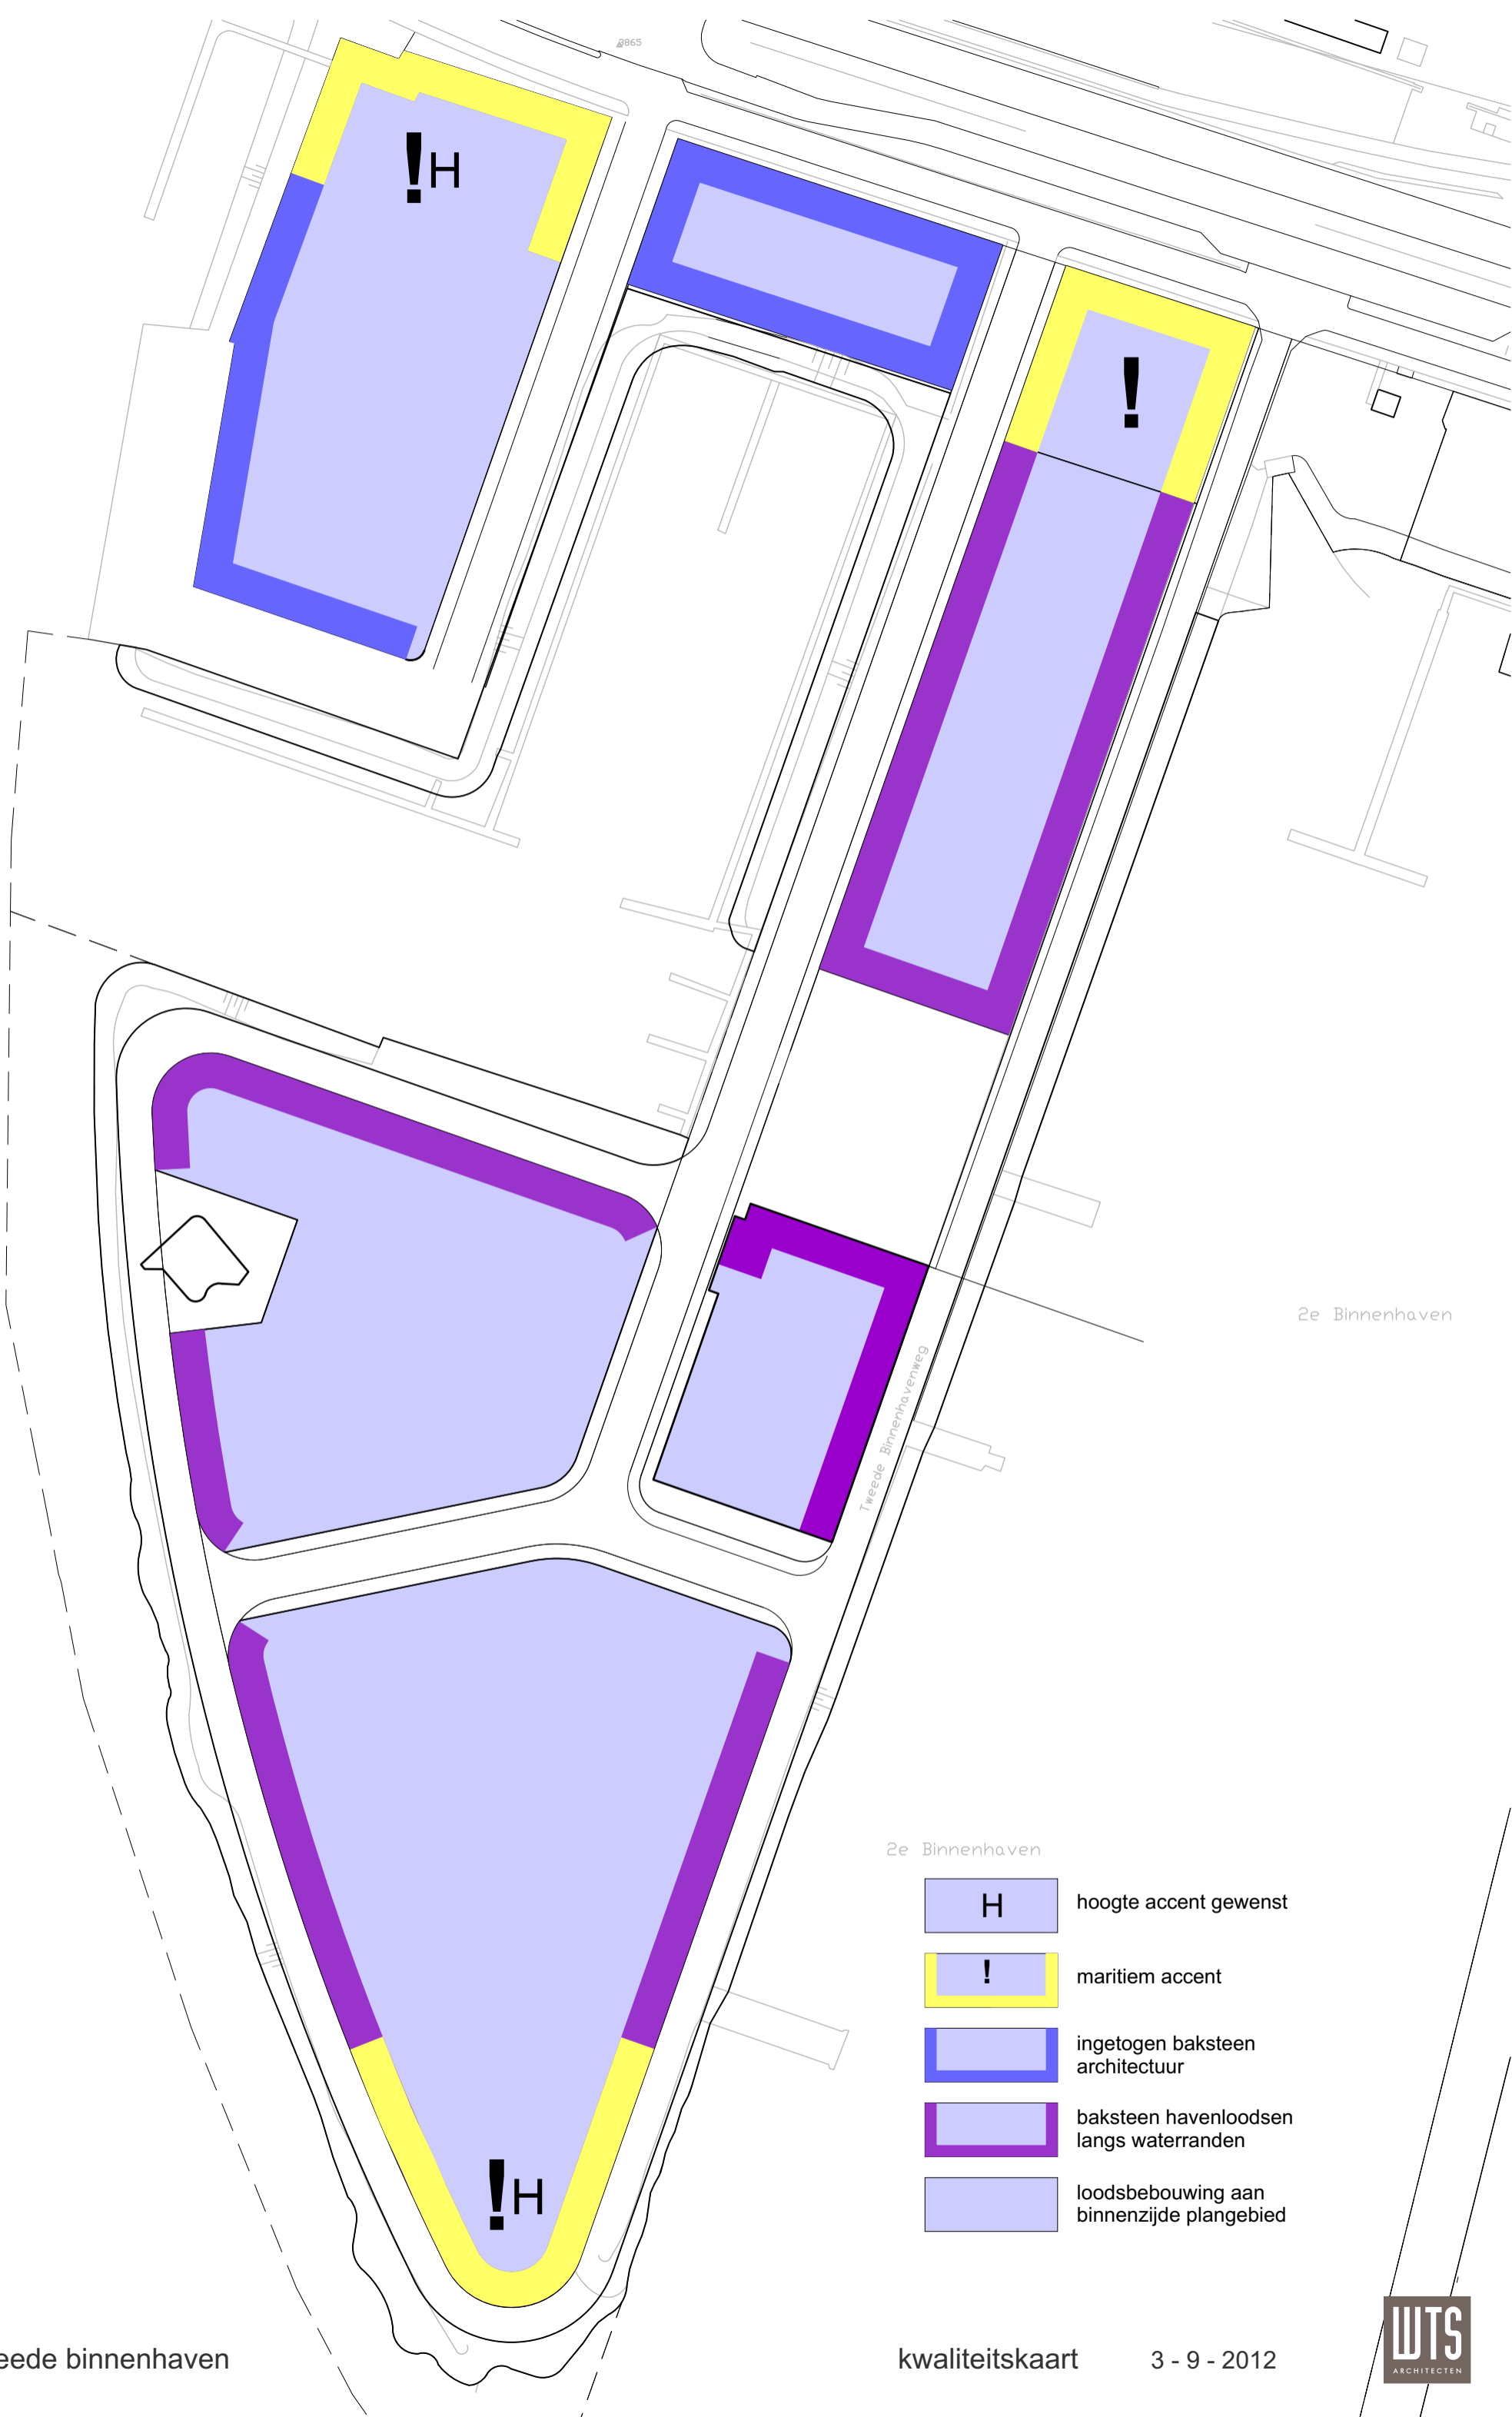 3865
!H
!
2e Binnenhaven
Tweede Binnenhavenweg
2e Binnenhaven
H hoogte accent gewenst
! maritiem accent
ingetogen baksteen
architectuur
baksteen havenloodsen
langs waterranden
loodsbebouwing aan
binnenzijde plangebied
!H
eede binnenhaven
kwaliteitskaart 3 - 9 - 2012
WTS
ARCHITECTEN